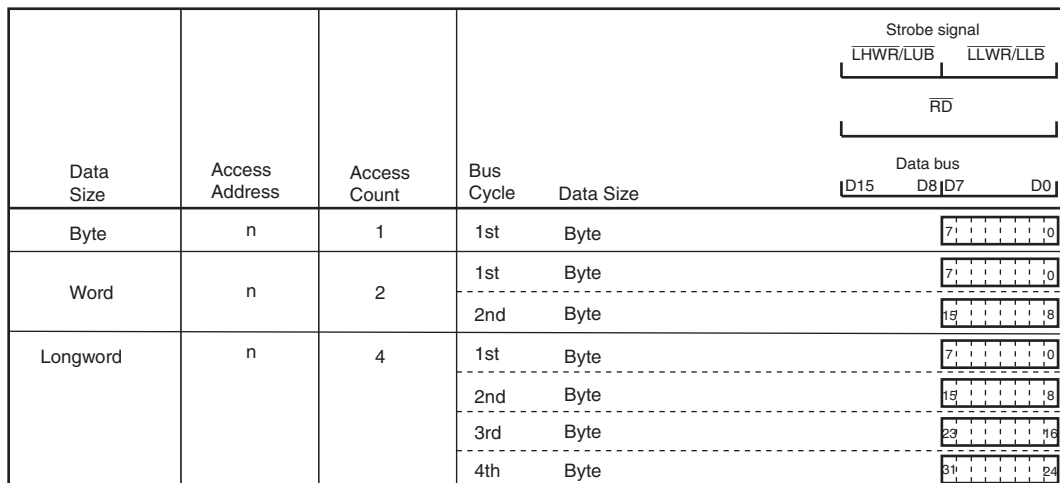 Strobe signal
LHWR/LUB LLWR/LLB
RD
Data Size Access Address Access Count Bus Cycle Data Size Data bus
D15 D8 D7 D0
Byte n 1 1st Byte 7 0
Word n 2 1st Byte 7 0
2nd Byte 15 8
Longword n 4 1st Byte 7 0
2nd Byte 15 8
3rd Byte 23 16
4th Byte 31 24